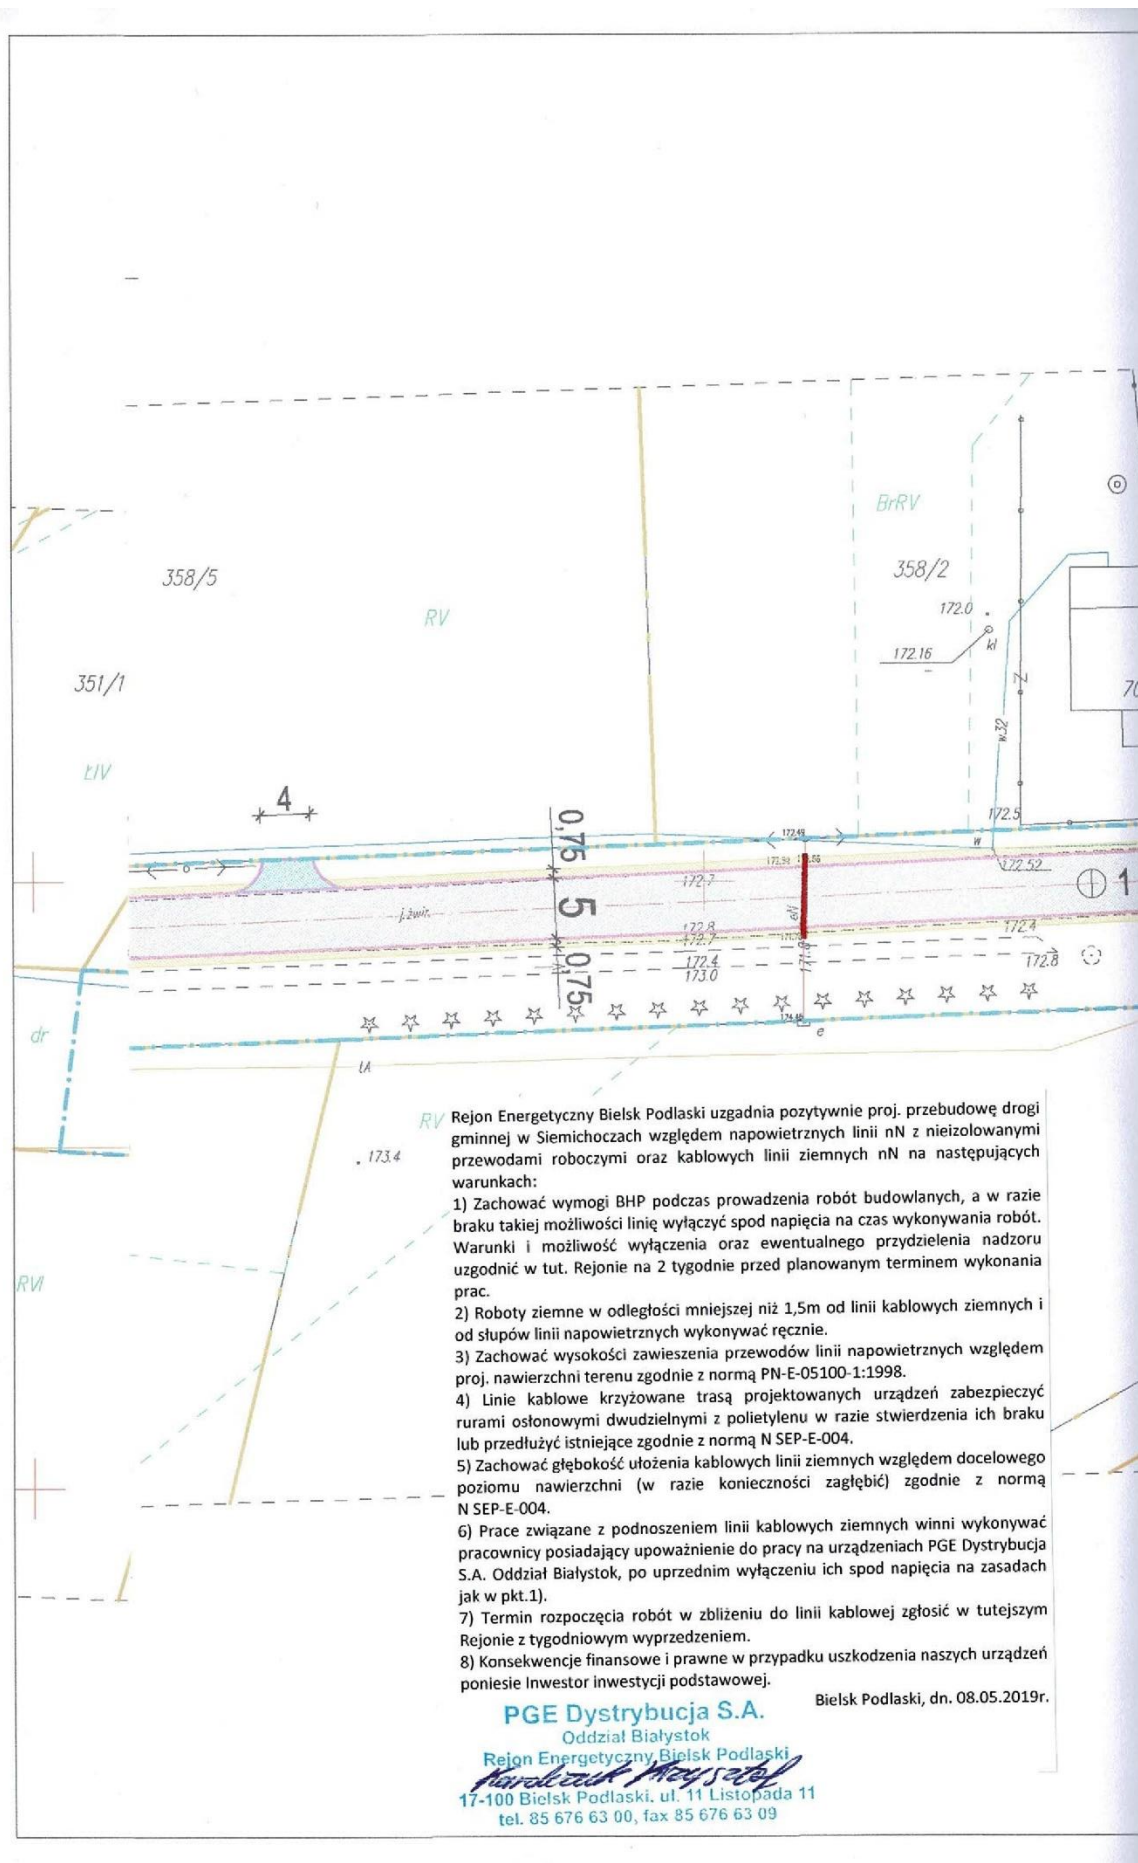 BrRV
358/5
358/2
RV
172.0
kl
172.16
351/1
70
w32
ŁIV
4
172.5
0,75
172.49
w
172.52
172.7
1
j.żwir.
5
eN
172.8
172.7
172.4
172.4
173.0
172.8
0,75
dr
e
RV
173.4
RVI
Rejon Energetyczny Bielsk Podlaski uzgadnia pozytywnie proj. przebudowę drogi
gminnej w Siemichoczach względem napowietrznych linii nN z nieizolowanymi
przewodami roboczymi oraz kablowych linii ziemnych nN na następujących
warunkach:
1) Zachować wymogi BHP podczas prowadzenia robót budowlanych, a w razie
braku takiej możliwości linię wyłączyć spod napięcia na czas wykonywania robót.
Warunki i możliwość wyłączenia oraz ewentualnego przydzielenia nadzoru
uzgodnić w tut. Rejonie na 2 tygodnie przed planowanym terminem wykonania
prac.
2) Roboty ziemne w odległości mniejszej niż 1,5m od linii kablowych ziemnych i
od słupów linii napowietrznych wykonywać ręcznie.
3) Zachować wysokości zawieszenia przewodów linii napowietrznych względem
proj. nawierzchni terenu zgodnie z normą PN-E-05100-1:1998.
4) Linie kablowe krzyżowane trasą projektowanych urządzeń zabezpieczyć
rurami osłonowymi dwudzielnymi z polietylenu w razie stwierdzenia ich braku
lub przedłużyć istniejące zgodnie z normą N SEP-E-004.
5) Zachować głębokość ułożenia kablowych linii ziemnych względem docelowego
poziomu nawierzchni (w razie konieczności zagłębić) zgodnie z normą
N SEP-E-004.
6) Prace związane z podnoszeniem linii kablowych ziemnych winni wykonywać
pracownicy posiadający upoważnienie do pracy na urządzeniach PGE Dystrybucja
S.A. Oddział Białystok, po uprzednim wyłączeniu ich spod napięcia na zasadach
jak w pkt.1).
7) Termin rozpoczęcia robót w zbliżeniu do linii kablowej zgłosić w tutejszym
Rejonie z tygodniowym wyprzedzeniem.
8) Konsekwencje finansowe i prawne w przypadku uszkodzenia naszych urządzeń
poniesie Inwestor inwestycji podstawowej.
Bielsk Podlaski, dn. 08.05.2019r.
PGE Dystrybucja S.A.
Oddział Białystok
Rejon Energetyczny Bielsk Podlaski
17-100 Bielsk Podlaski, ul. 11 Listopada 11
tel. 85 676 63 00, fax 85 676 63 09